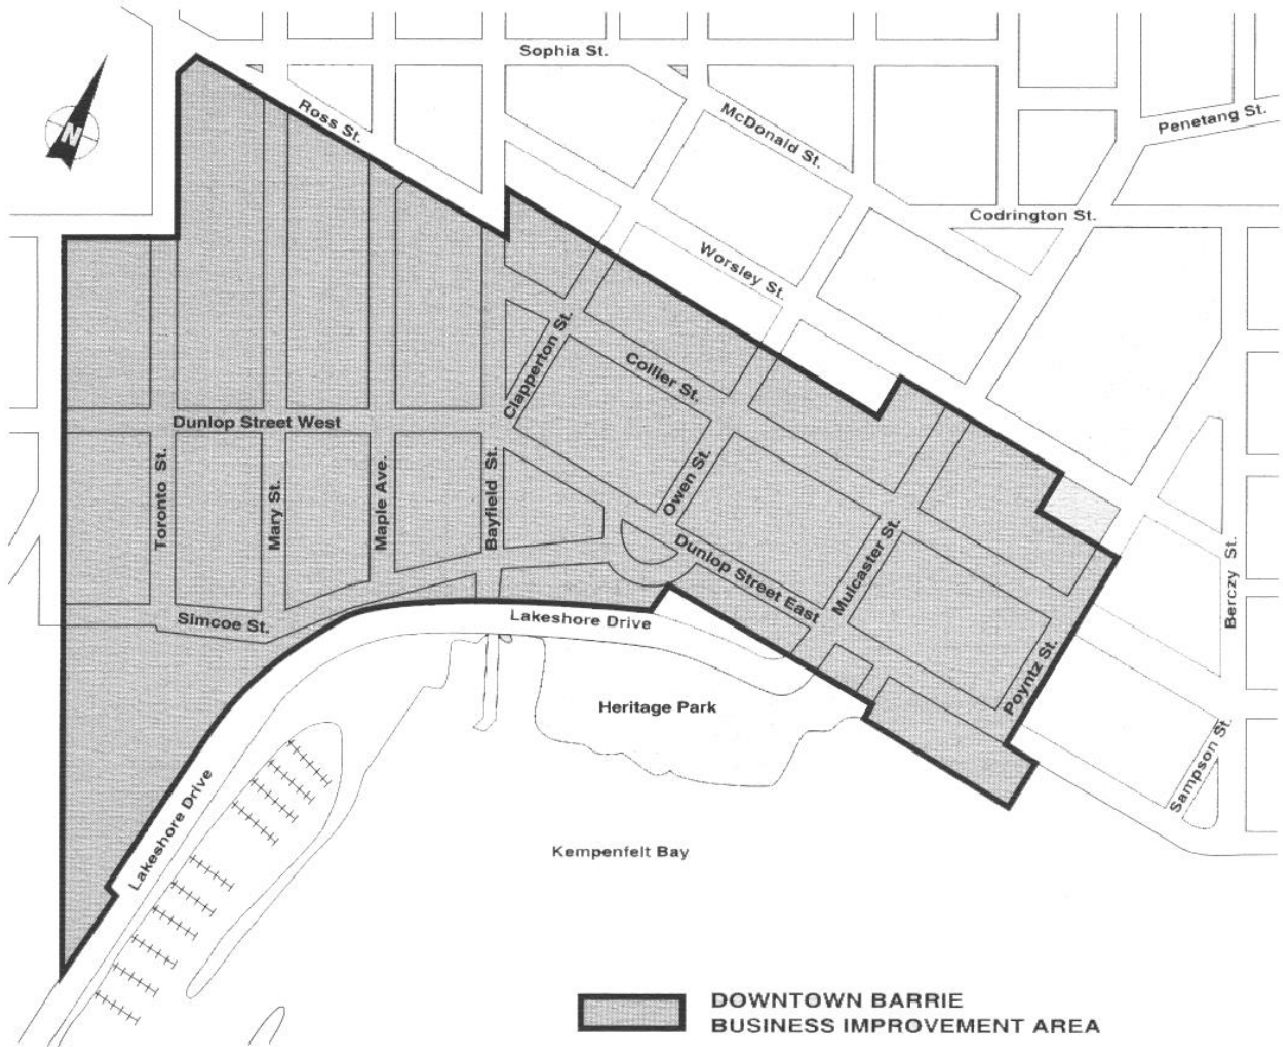 Sophia St.
Ross St.
McDonald St.
Penetang St.
N
Codrington St.
Worsley St.
Clapperton St.
Collier St.
Dunlop Street West
Toronto St.
Mary St.
Maple Ave.
Bayfield St.
Owen St.
Dunlop Street East
Mulcaster St.
Berczy St.
Simcoe St.
Lakeshore Drive
Poyntz St.
Heritage Park
Sampson St.
Lakeshore Drive
Kempenfelt Bay
DOWNTOWN BARRIE
BUSINESS IMPROVEMENT AREA